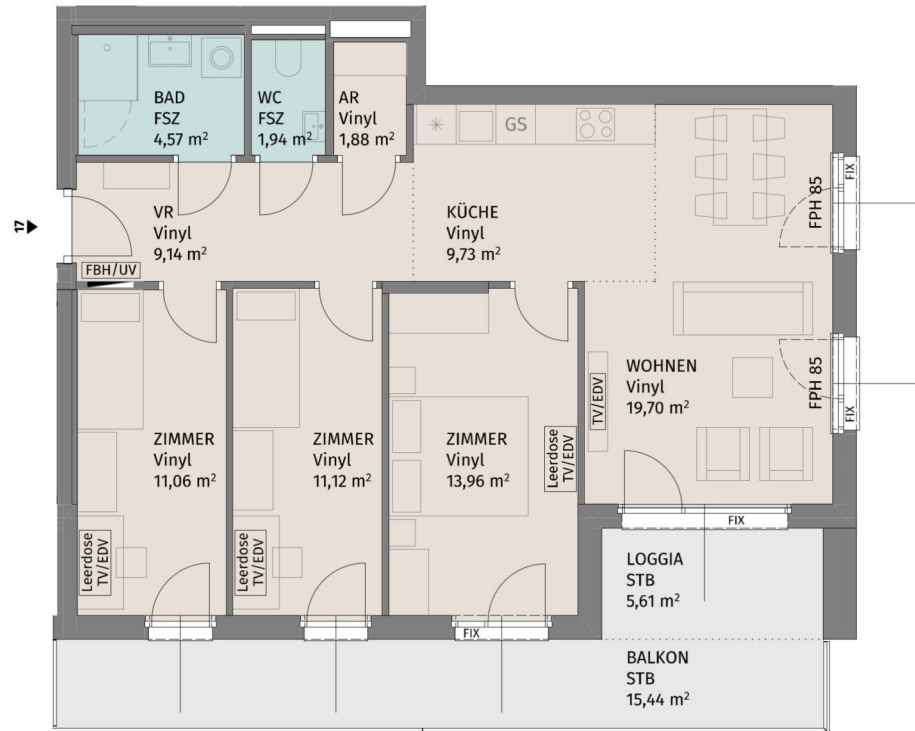 BAD
FSZ
4,57 m²
WC
FSZ
1,94 m²
AR
Vinyl
1,88 m²
GS
FIX
FPH 85
17
VR
Vinyl
9,14 m²
KÜCHE
Vinyl
9,73 m²
FBH/UV
WOHNEN
Vinyl
19,70 m²
TV/EDV
FPH 85
FIX
ZIMMER
Vinyl
11,06 m²
Leerdose
TV/EDV
ZIMMER
Vinyl
11,12 m²
Leerdose
TV/EDV
ZIMMER
Vinyl
13,96 m²
Leerdose
TV/EDV
FIX
FIX
LOGGIA
STB
5,61 m²
BALKON
STB
15,44 m²